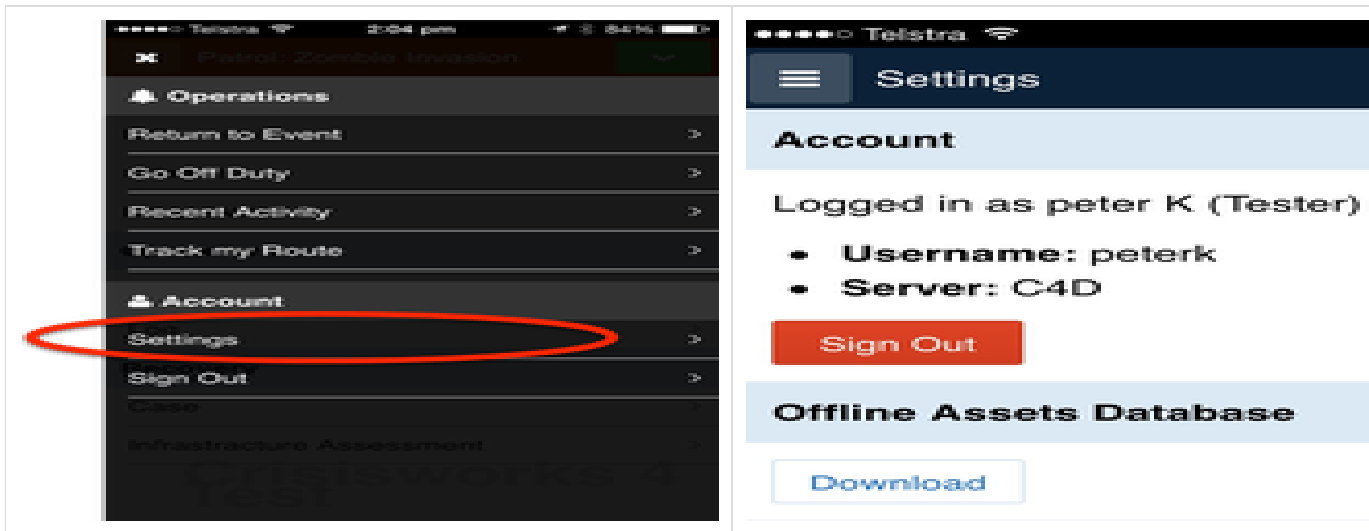 Telstra 2:04 pm 84%
Patrol: Zombie Invasion
Operations
Return to Event
Go Off Duty
Recent Activity
Track my Route
Account
Settings
Sign Out
Case
Infrastructure Assessment
Crisisworks 4
Test
Telstra
Settings
Account
Logged in as peter K (Tester)
• Username: peterk
• Server: C4D
Sign Out
Offline Assets Database
Download